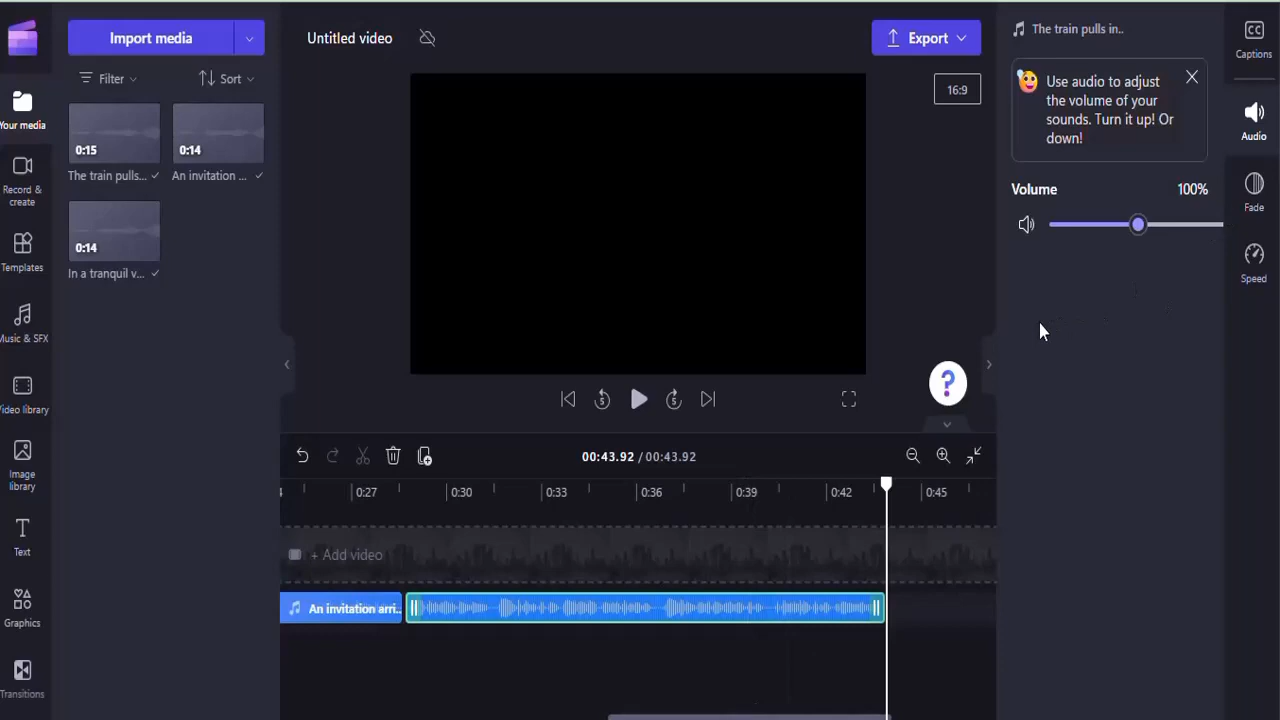 Import media
Untitled video
Export
The train pulls in..
Captions
Filter
Sort
16:9
Use audio to adjust
the volume of your
sounds. Turn it up! Or
down!
Your media
0:15
0:14
The train pulls...
An invitation ...
Audio
Record &
create
Volume
100%
Fade
Templates
0:14
In a tranquil v...
Speed
Music & SFX
Video library
5
5
?
Image
library
00:43.92 / 00:43.92
4
0:27
0:30
0:33
0:36
0:39
0:42
0:45
Text
+ Add video
Graphics
An invitation arri..
Transitions